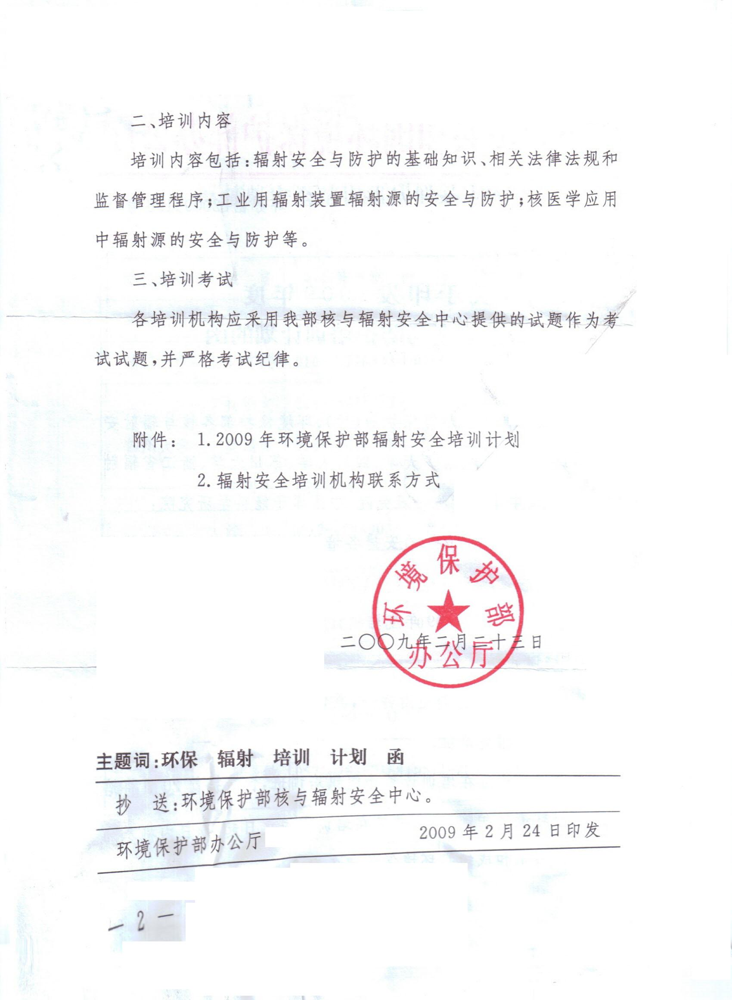 二、培训内容
培训内容包括:辐射安全与防护的基础知识、相关法律法规和
监督管理程序;工业用辐射装置辐射源的安全与防护;核医学应用
中辐射源的安全与防护等。
三、培训考试
各培训机构应采用我部核与辐射安全中心提供的试题作为考
试试题,并严格考试纪律。
附件： 1.2009年环境保护部辐射安全培训计划
2.辐射安全培训机构联系方式
环境保护部
办公厅
二〇〇九年二月二十三日
主题词:环保 辐射 培训 计划 函
抄 送:环境保护部核与辐射安全中心。
环境保护部办公厅 2009年2月24日印发
— 2 —